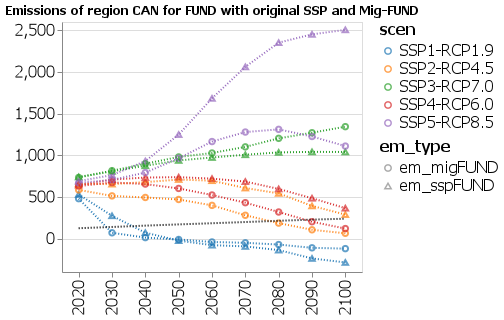 Emissions of region CAN for FUND with original SSP and Mig-FUND
2,500
2,000
1,500
1,000
500
0
2020
2030
2040
2050
2060
2070
2080
2090
2100
scen
SSP1-RCP1.9
SSP2-RCP4.5
SSP3-RCP7.0
SSP4-RCP6.0
SSP5-RCP8.5
em_type
em_migFUND
em_sspFUND